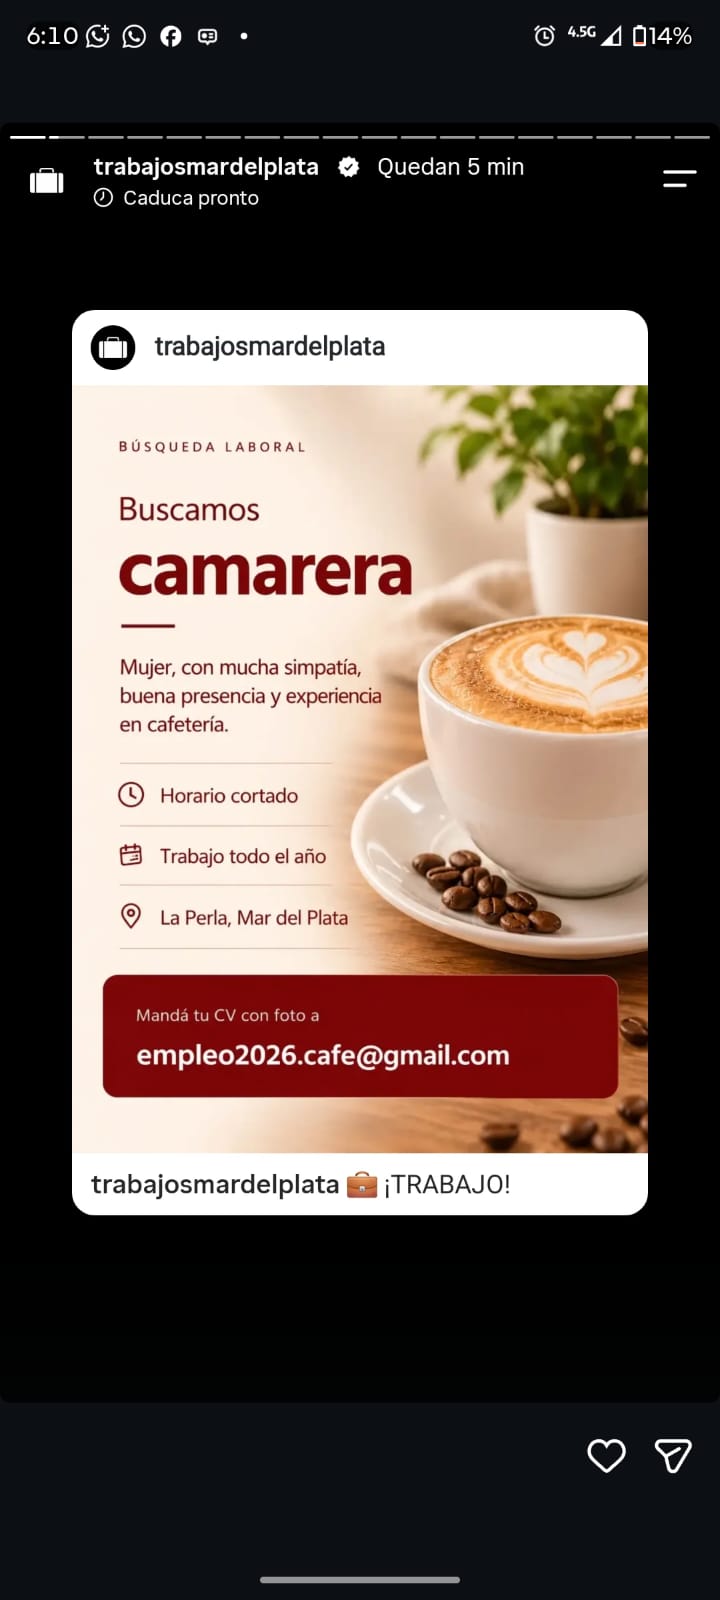 6:10
4.5G
14%
trabajosmardelplata Quedan 5 min
Caduca pronto
trabajosmardelplata
BÚSQUEDA LABORAL
Buscamos
camarera
Mujer, con mucha simpatía,
buena presencia y experiencia
en cafetería.
Horario cortado
Trabajo todo el año
La Perla, Mar del Plata
Mandá tu CV con foto a
empleo2026.cafe@gmail.com
trabajosmardelplata 💼 ¡TRABAJO!